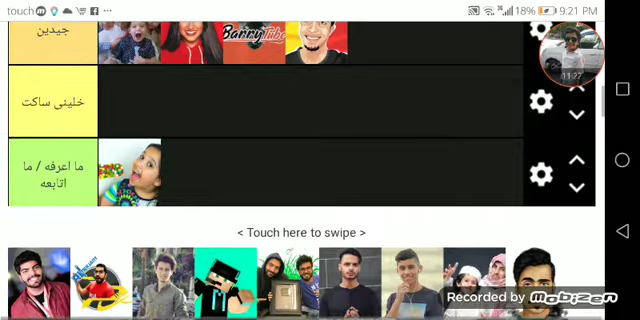 touch
18%
9:21 PM
جيدين
Barry Tube
11:22
خليني ساكت
ما اعرفه / ما
اتابعه
< Touch here to swipe >
Recorded by
mobizen